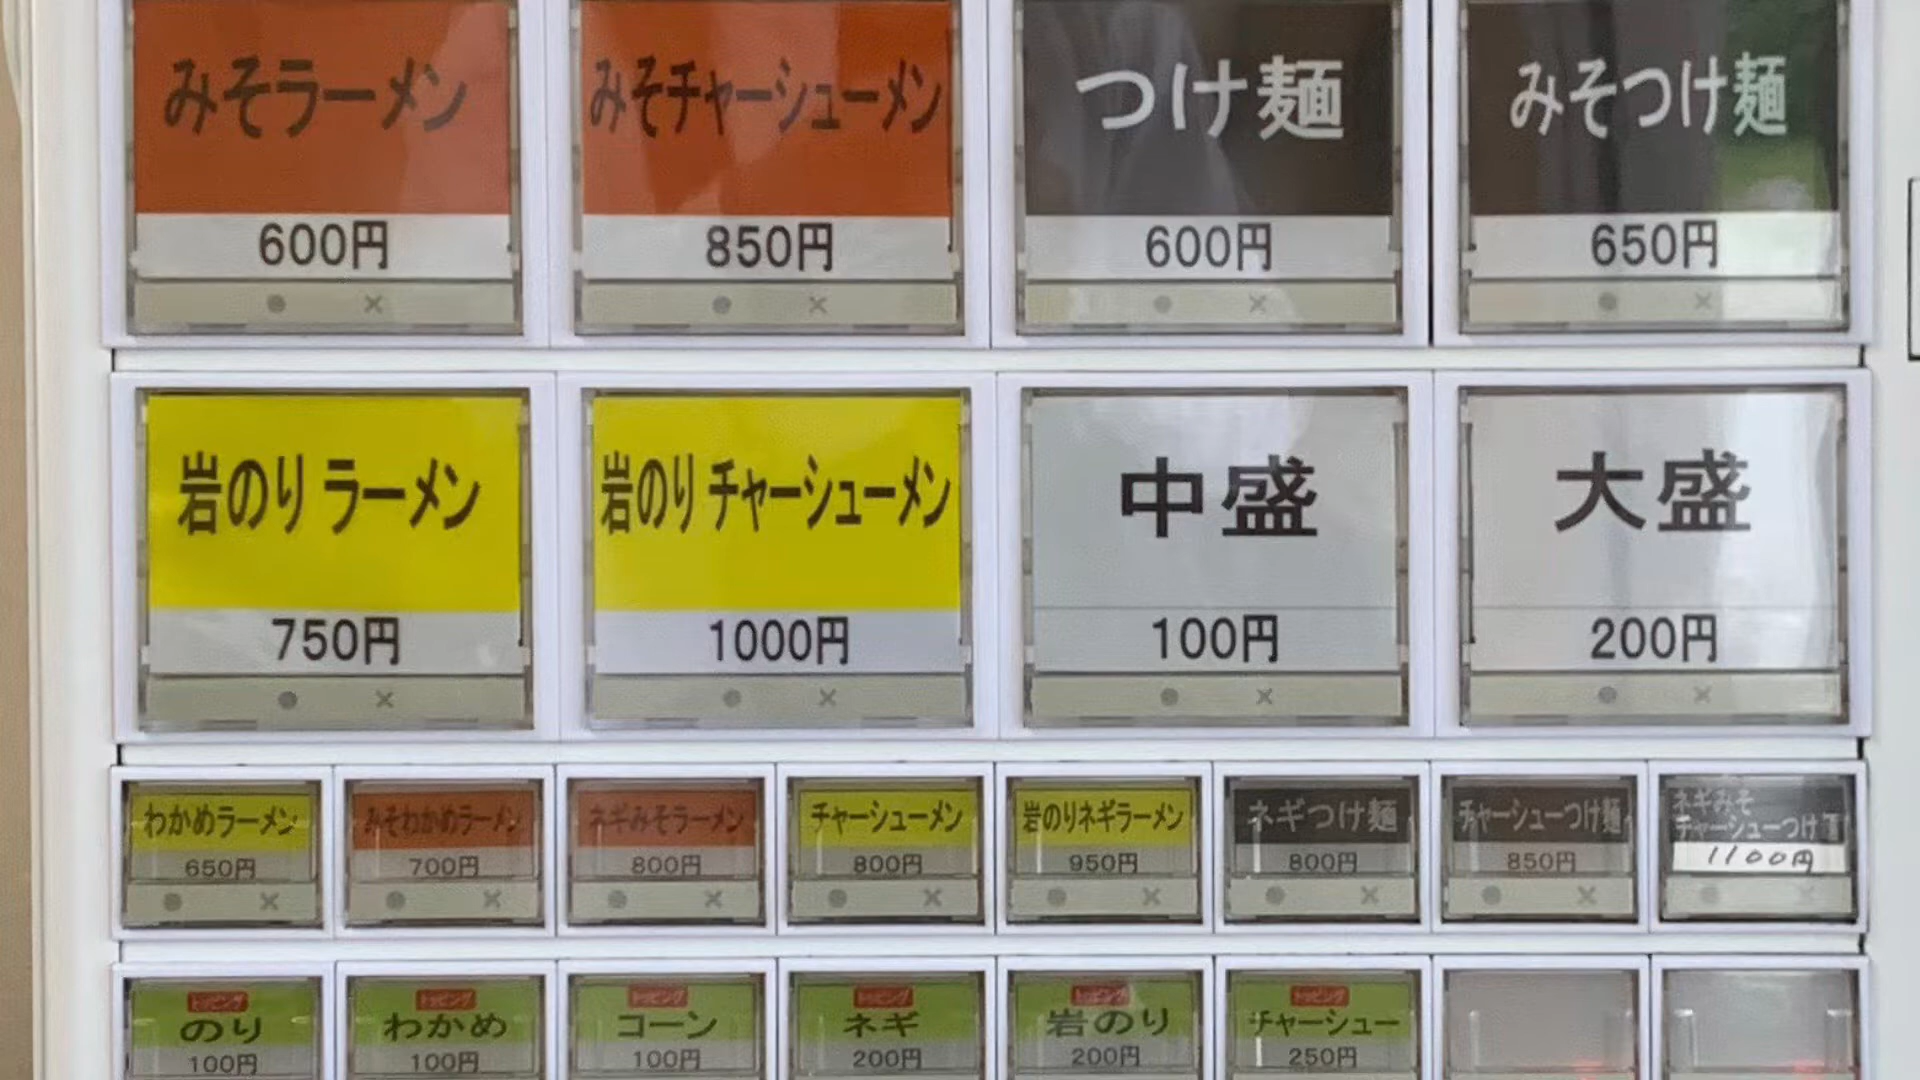 みそラーメン
600円
みそチャーシューメン
850円
つけ麺
600円
みそつけ麺
650円
岩のり ラーメン
750円
岩のり チャーシューメン
1000円
中盛
100円
大盛
200円
わかめラーメン
650円
みそわかめラーメン
700円
ネギみそラーメン
800円
チャーシューメン
800円
岩のりネギラーメン
950円
ネギつけ麺
800円
チャーシューつけ麺
850円
ネギみそ
チャーシューつけ
1100円
トッピング
のり
100円
トッピング
わかめ
100円
トッピング
コーン
100円
トッピング
ネギ
200円
トッピング
岩のり
200円
トッピング
チャーシュー
250円